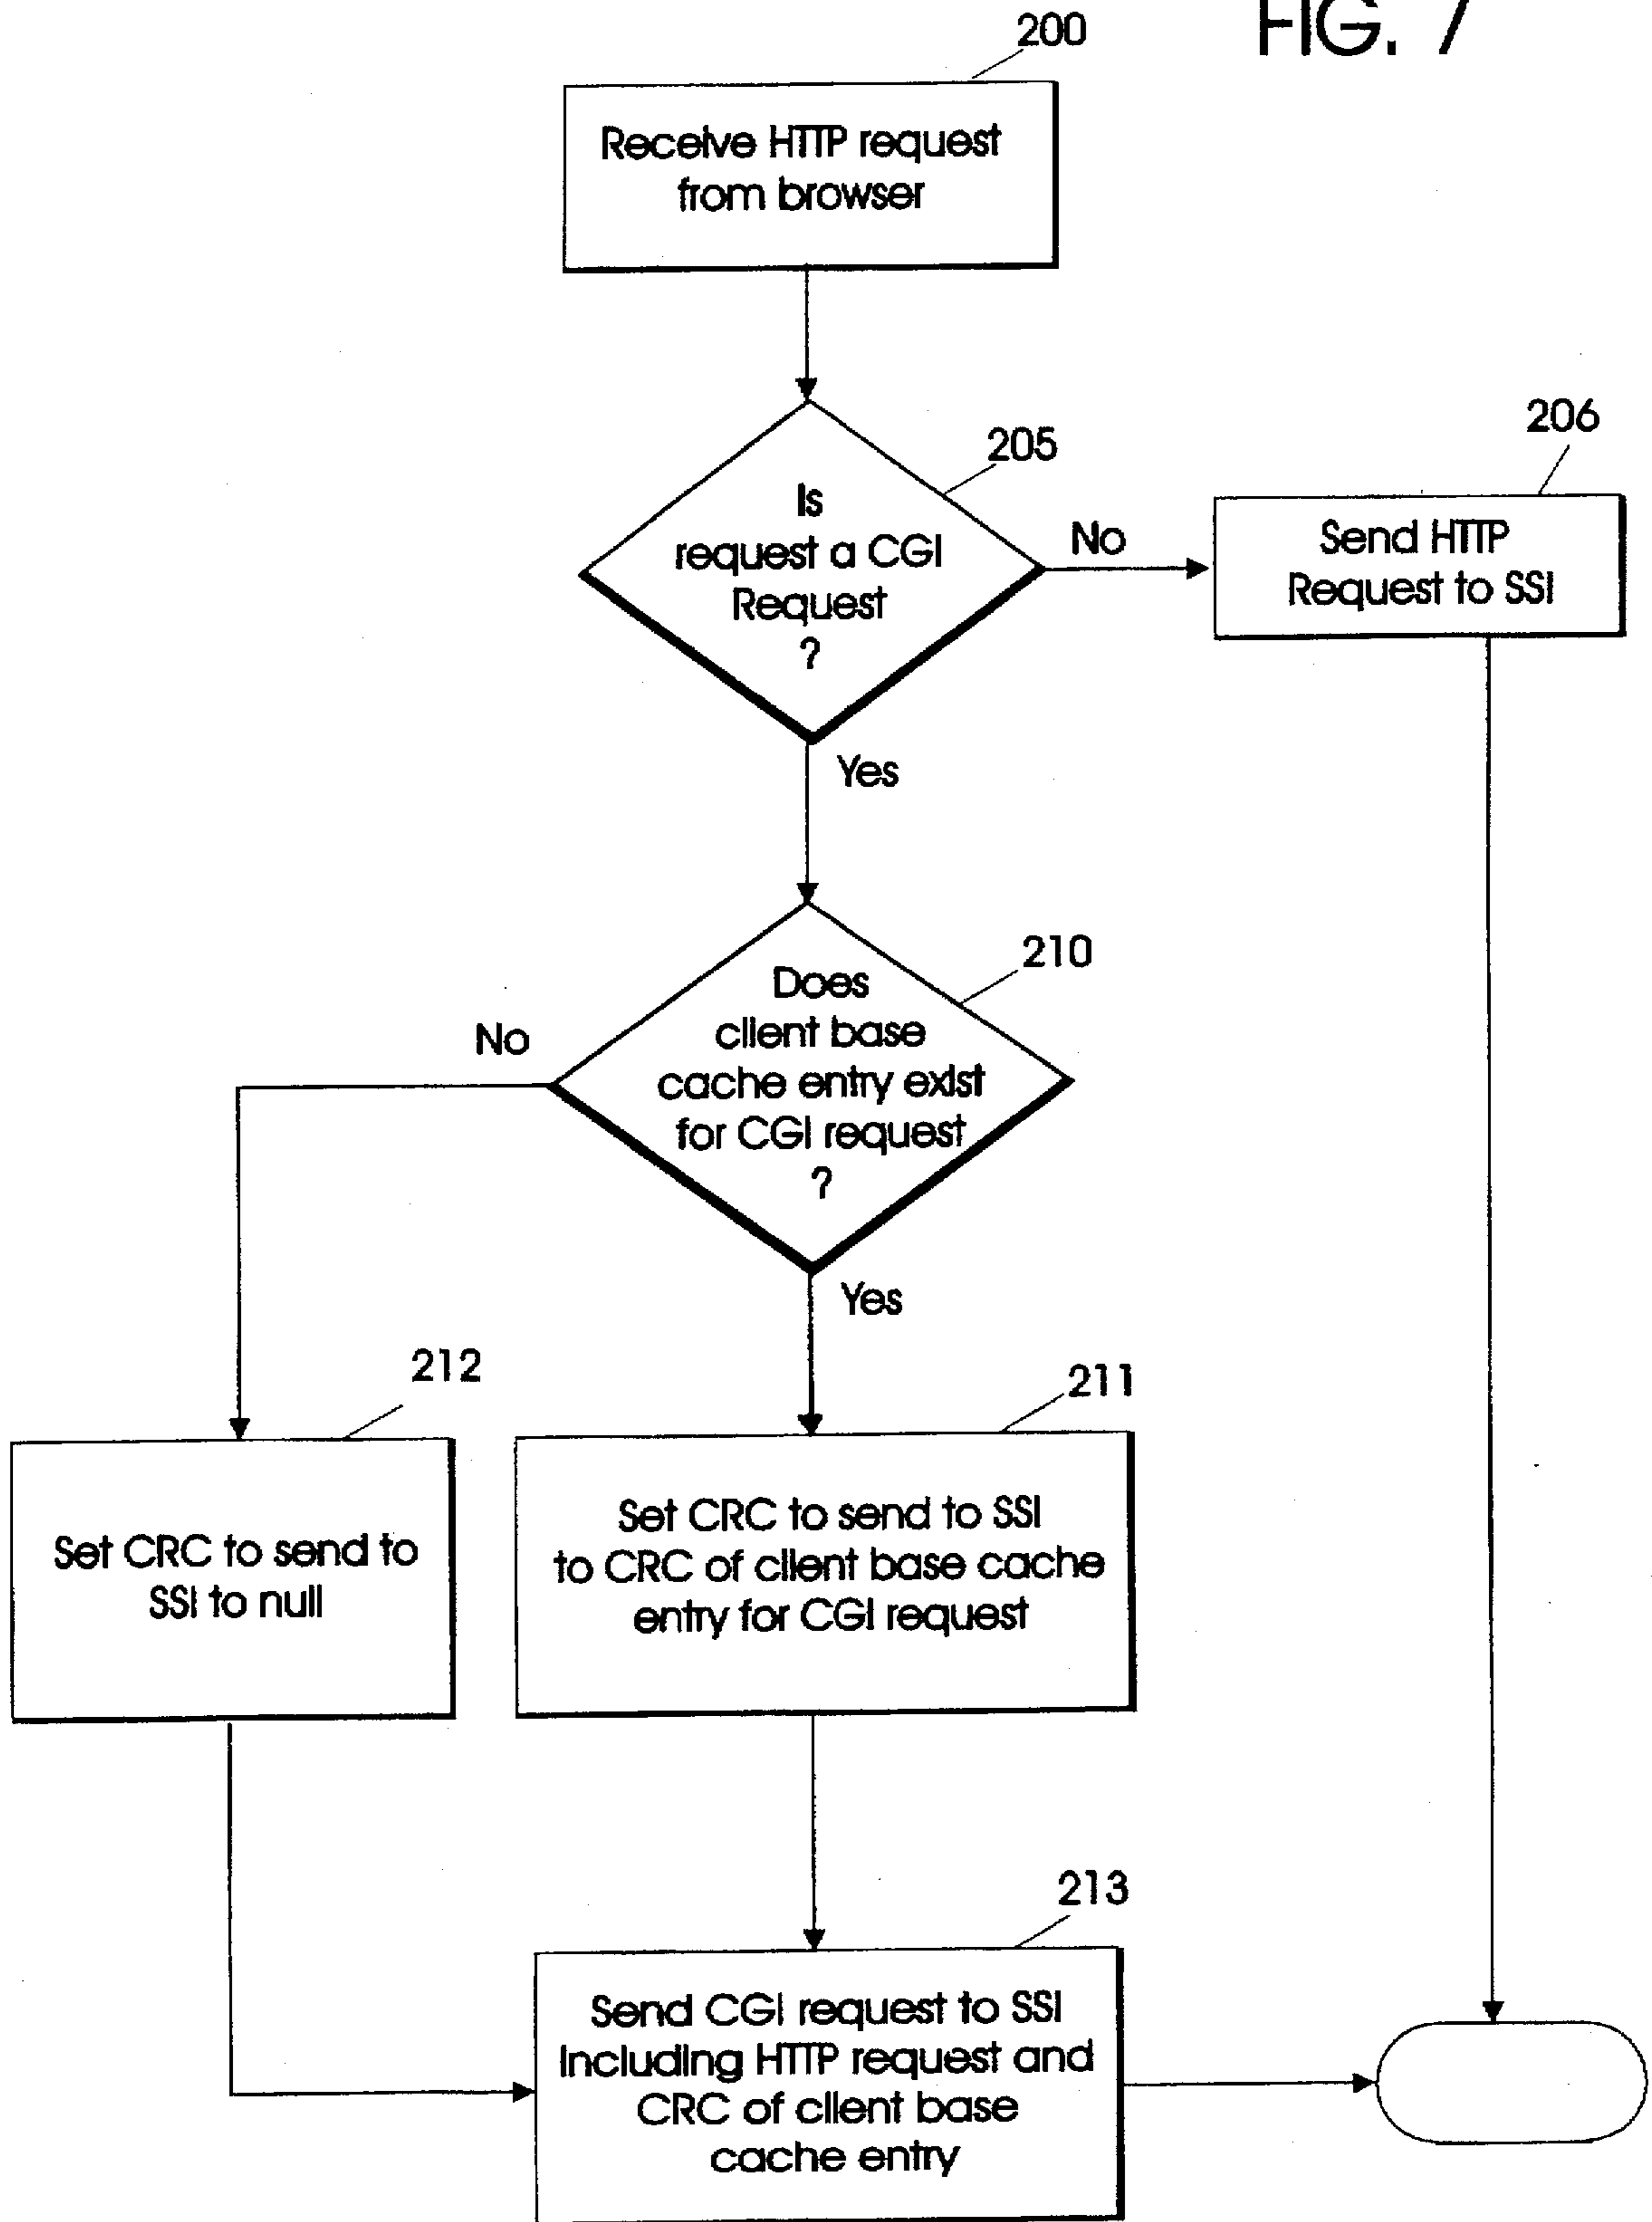 FIG. 7
200
Receive HTTP request
from browser
205
Is
request a CGI
Request
?
No
206
Send HTTP
Request to SSI
Yes
210
Does
client base
cache entry exist
for CGI request
?
No
Yes
212
Set CRC to send to
SSI to null
211
Set CRC to send to SSI
to CRC of client base cache
entry for CGI request
213
Send CGI request to SSI
Including HTTP request and
CRC of client base
cache entry